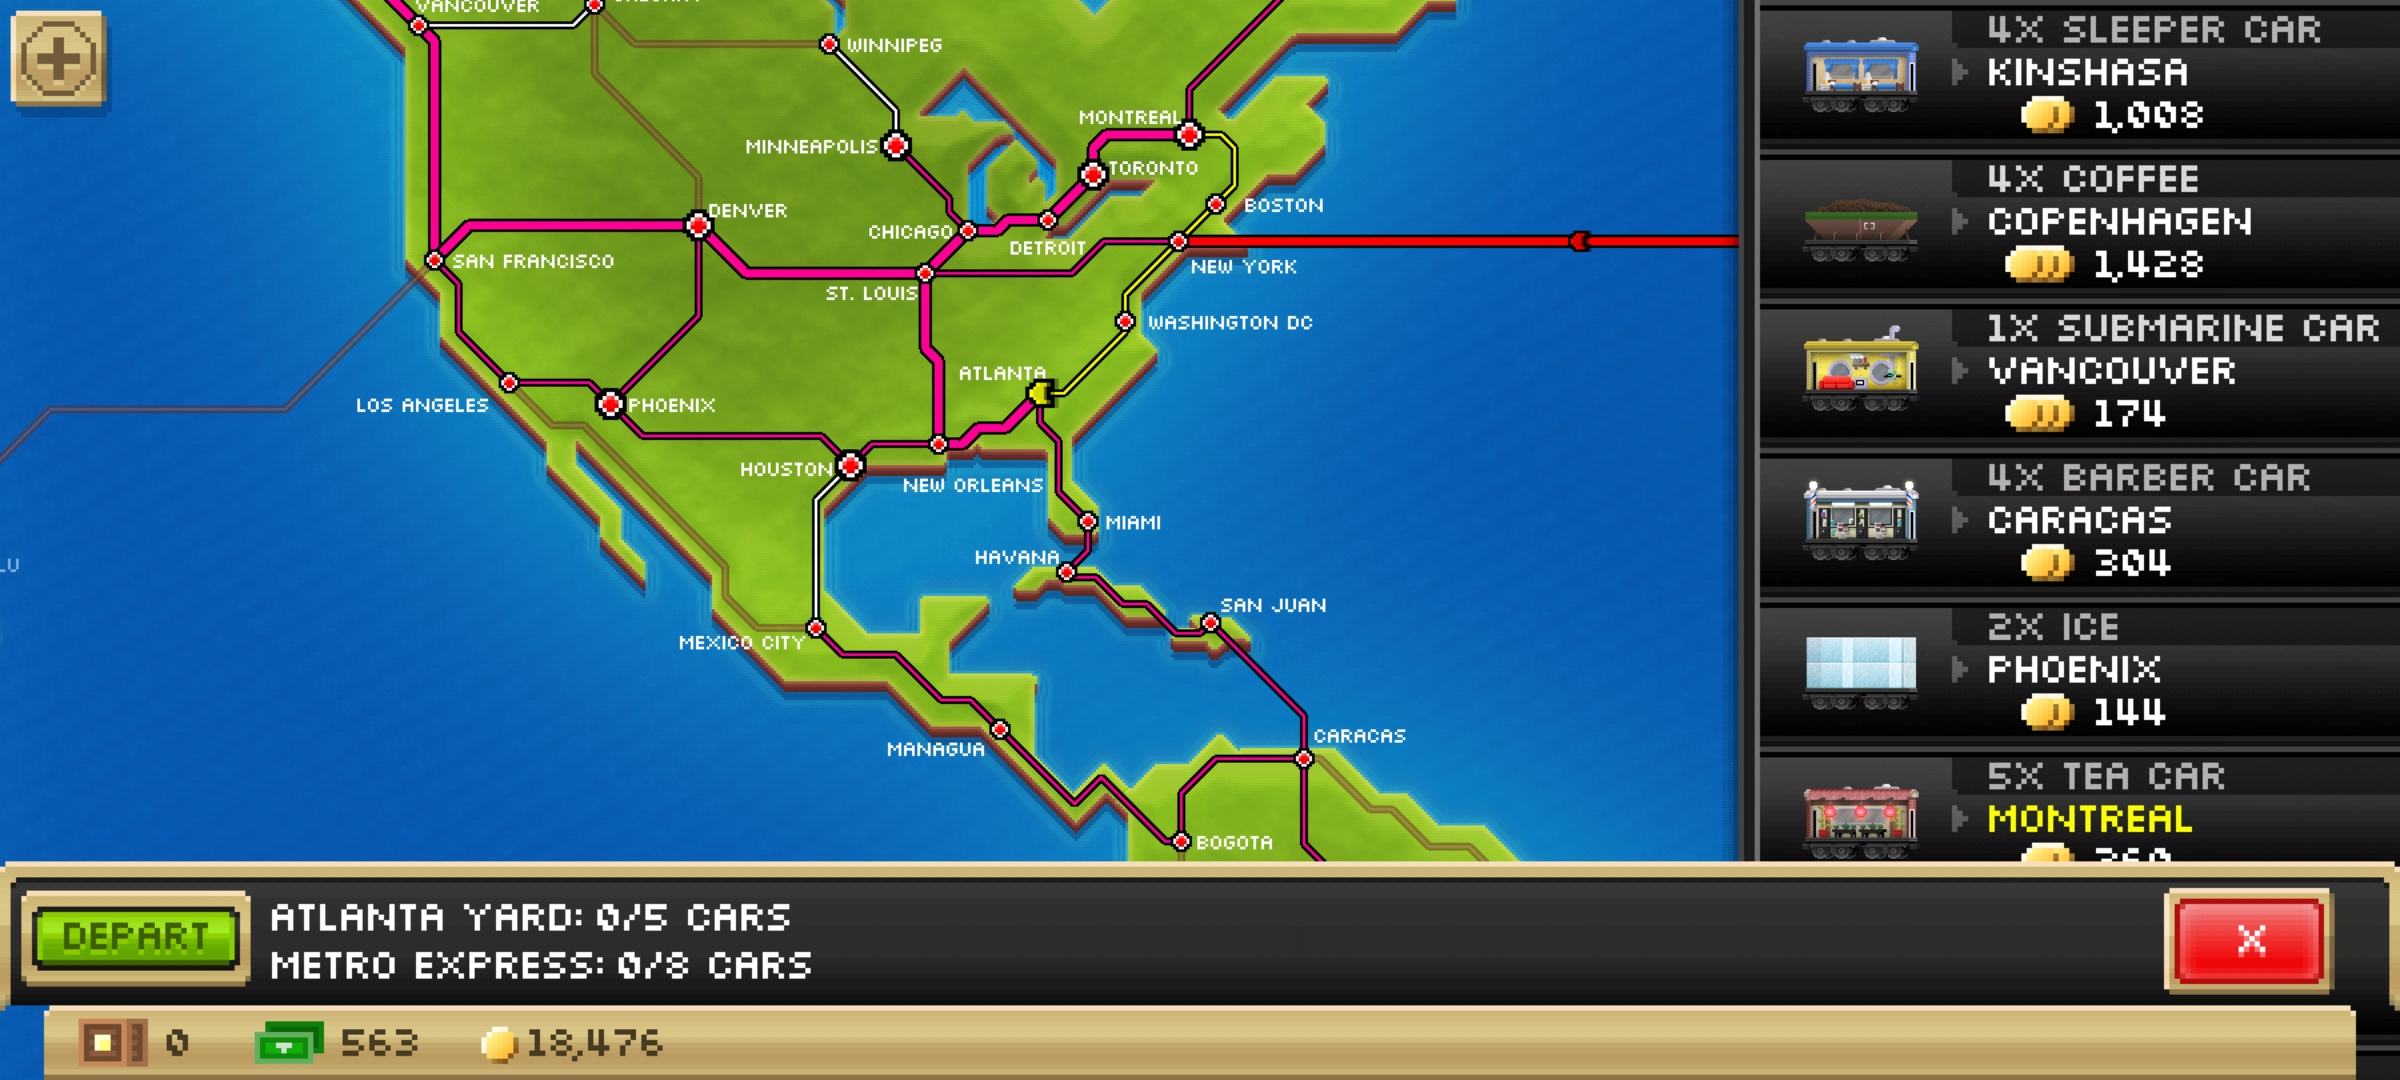 VANCOUVER
WINNIPEG
MONTREAL
MINNEAPOLIS
TORONTO
DENVER
BOSTON
CHICAGO
DETROIT
SAN FRANCISCO
NEW YORK
ST. LOUIS
WASHINGTON DC
ATLANTA
LOS ANGELES
PHOENIX
HOUSTON
NEW ORLEANS
MIAMI
HAVANA
LU
SAN JUAN
MEXICO CITY
CARACAS
MANAGUA
BOGOTA
4X SLEEPER CAR
KINSHASA
1,008
4X COFFEE
COPENHAGEN
1,428
1X SUBMARINE CAR
VANCOUVER
174
4X BARBER CAR
CARACAS
304
2X ICE
PHOENIX
144
5X TEA CAR
MONTREAL
DEPART
ATLANTA YARD: 0/5 CARS
METRO EXPRESS: 0/8 CARS
X
0
563
18,476